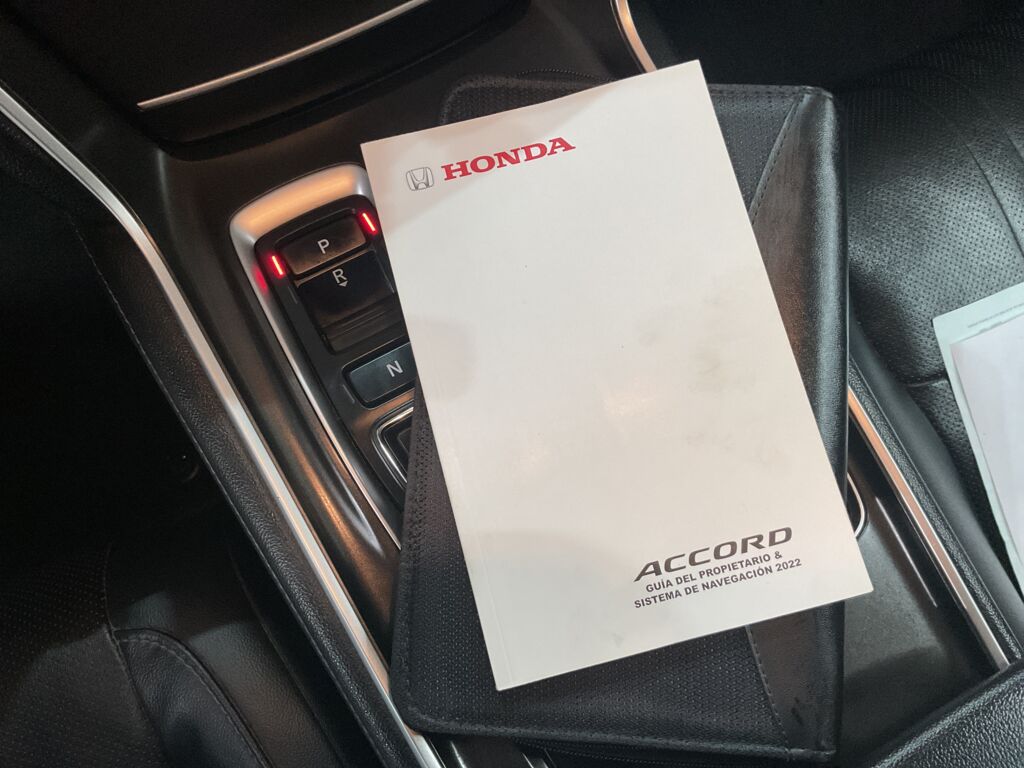 HONDA
P
R
N
ACCORD
GUÍA DEL PROPIETARIO &
SISTEMA DE NAVEGACIÓN 2022